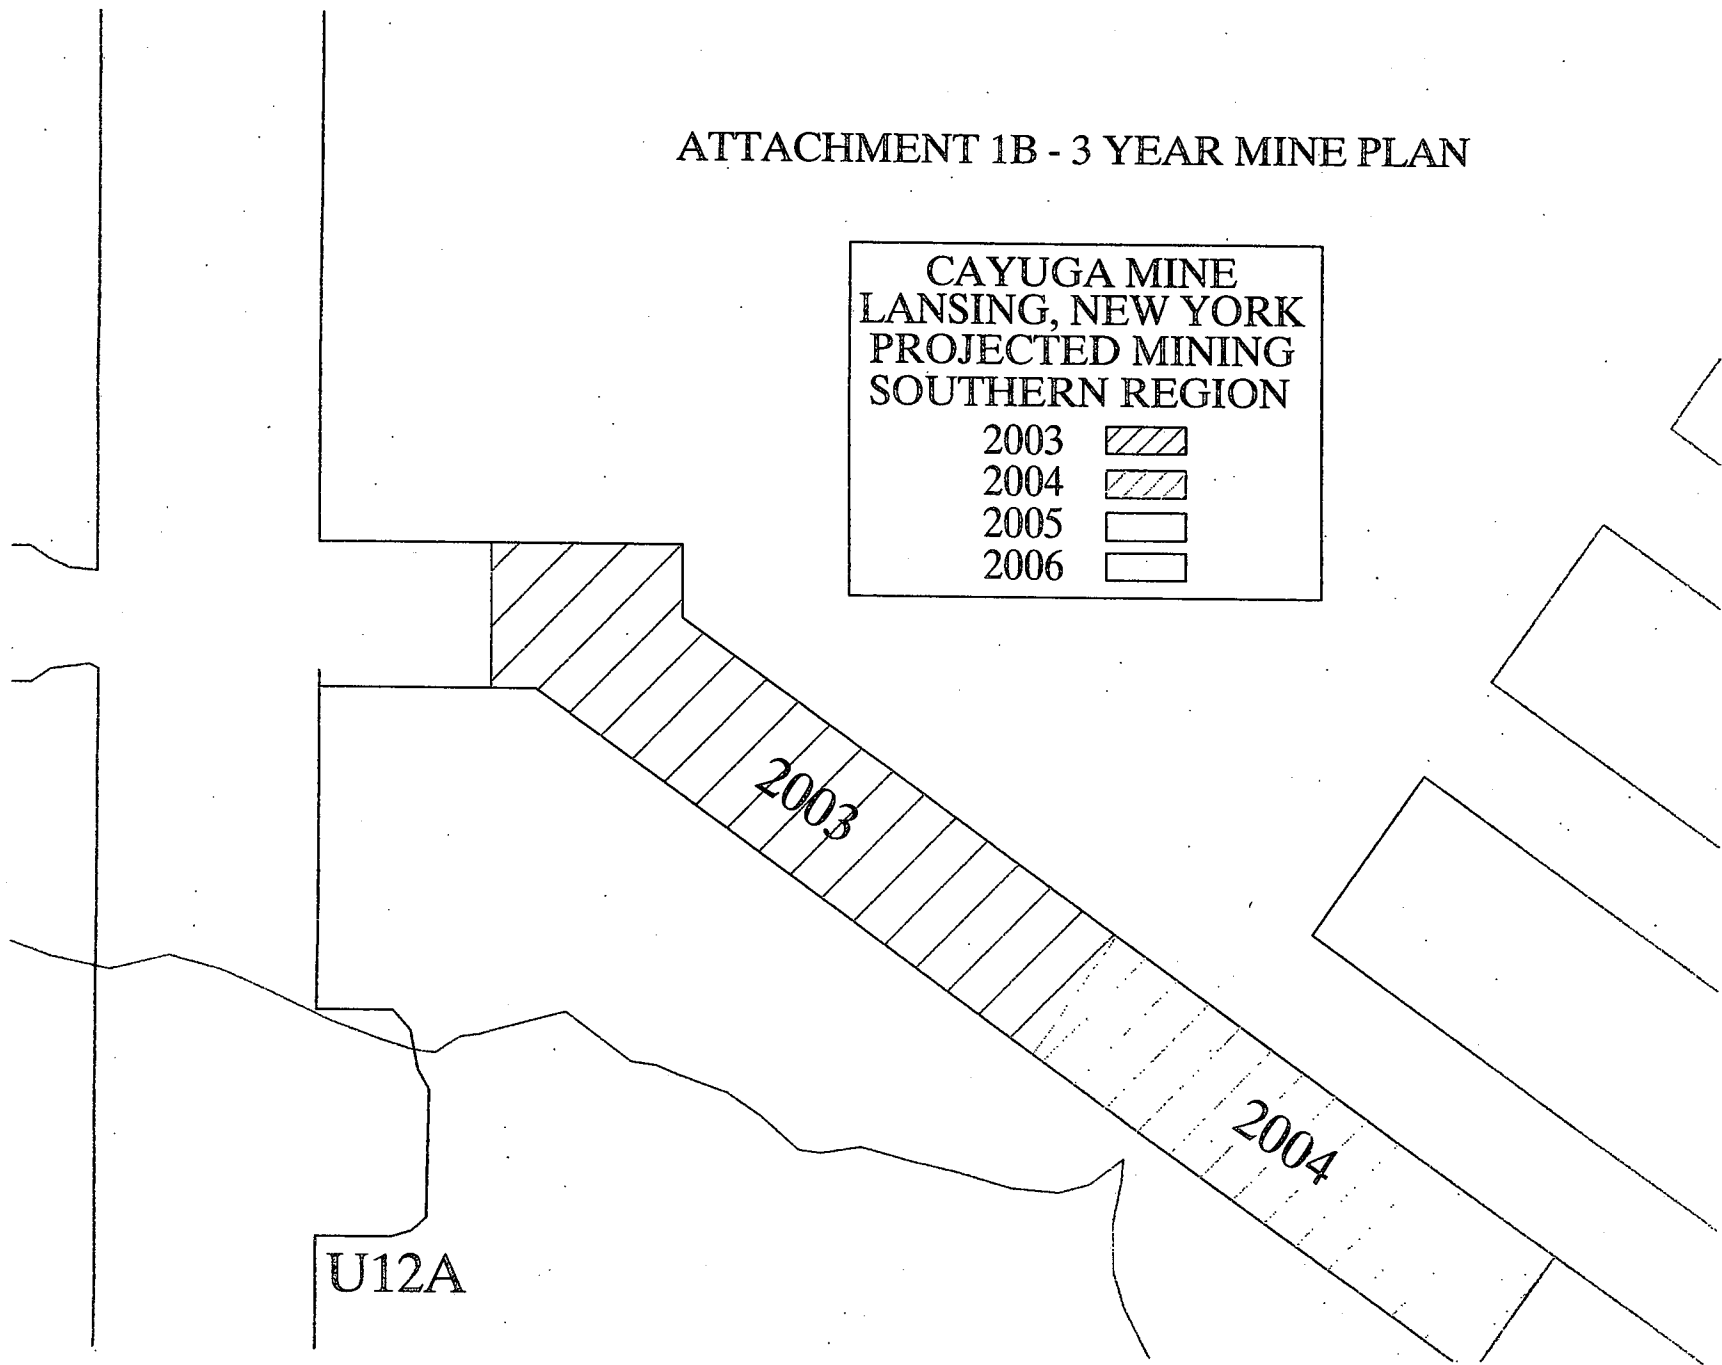 ATTACHMENT 1B - 3 YEAR MINE PLAN
CAYUGA MINE
LANSING, NEW YORK
PROJECTED MINING
SOUTHERN REGION
2003
2004
2005
2006
2003
2004
U12A